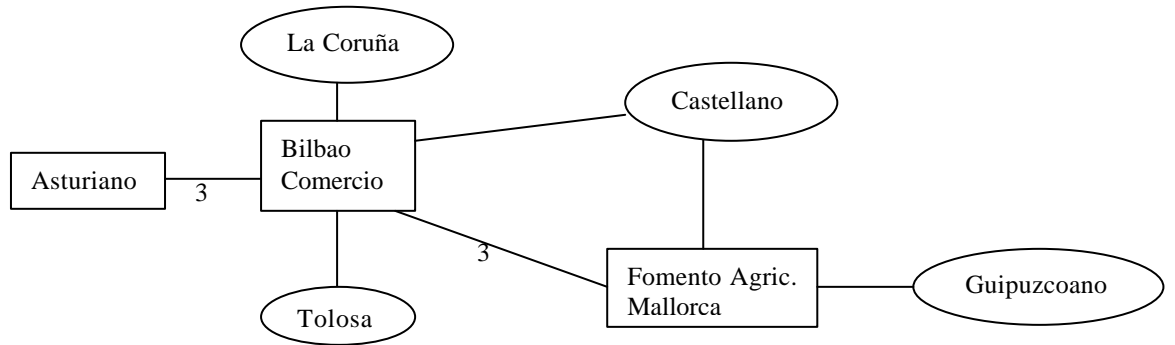 La Coruña
Castellano
Bilbao
Comercio
Asturiano
3
3
Fomento Agric.
Mallorca
Guipuzcoano
Tolosa